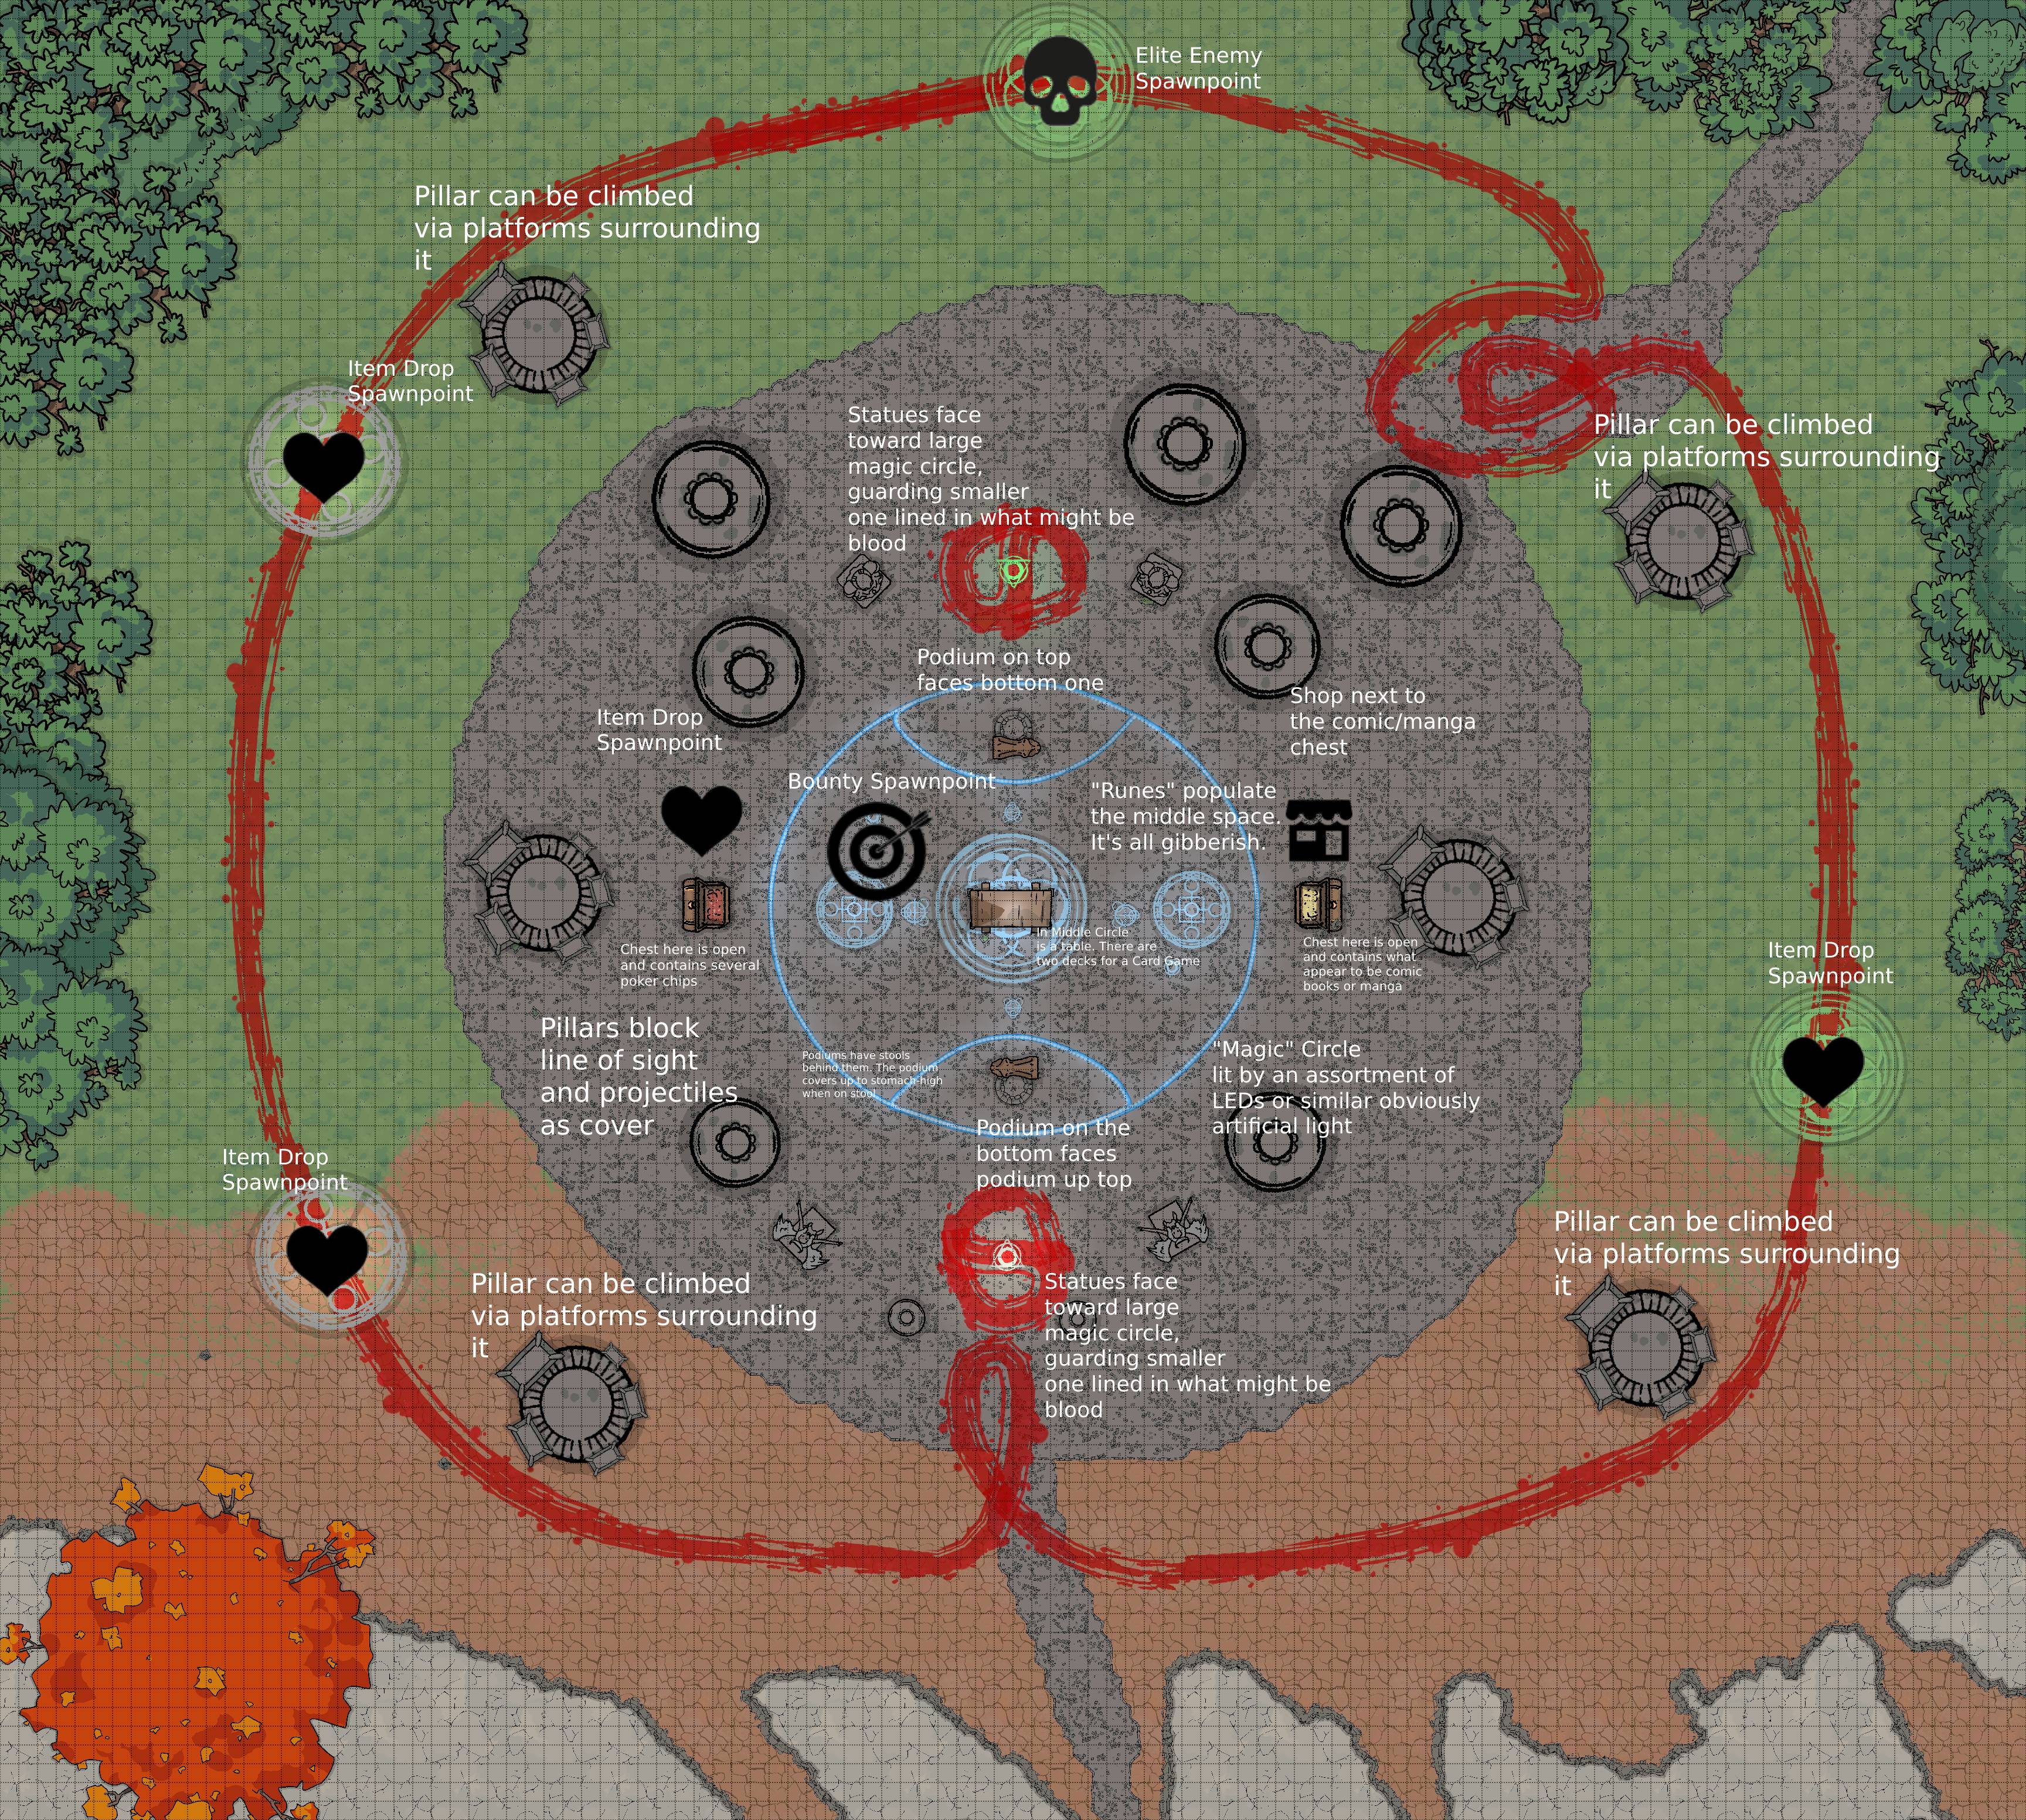 Elite Enemy
Spawnpoint
Pillar can be climbed
via platforms surrounding
it
Item Drop
Spawnpoint
Statues face
toward large
magic circle,
guarding smaller
one lined in what might be
blood
Pillar can be climbed
via platforms surrounding
it
Podium on top
faces bottom one
Item Drop
Spawnpoint
Shop next to
the comic/manga
chest
Bounty Spawnpoint
"Runes" populate
the middle space.
It's all gibberish.
In Middle Circle
is a table. There are
two decks for a Card Game
Chest here is open
and contains several
poker chips
Chest here is open
and contains what
appear to be comic
books or manga
Item Drop
Spawnpoint
Pillars block
line of sight
and projectiles
as cover
Podiums have stools
behind them. The podium
covers up to stomach-high
when on stool
"Magic" Circle
lit by an assortment of
LEDs or similar obviously
artificial light
Podium on the
bottom faces
podium up top
Item Drop
Spawnpoint
Pillar can be climbed
via platforms surrounding
it
Pillar can be climbed
via platforms surrounding
it
Statues face
toward large
magic circle,
guarding smaller
one lined in what might be
blood